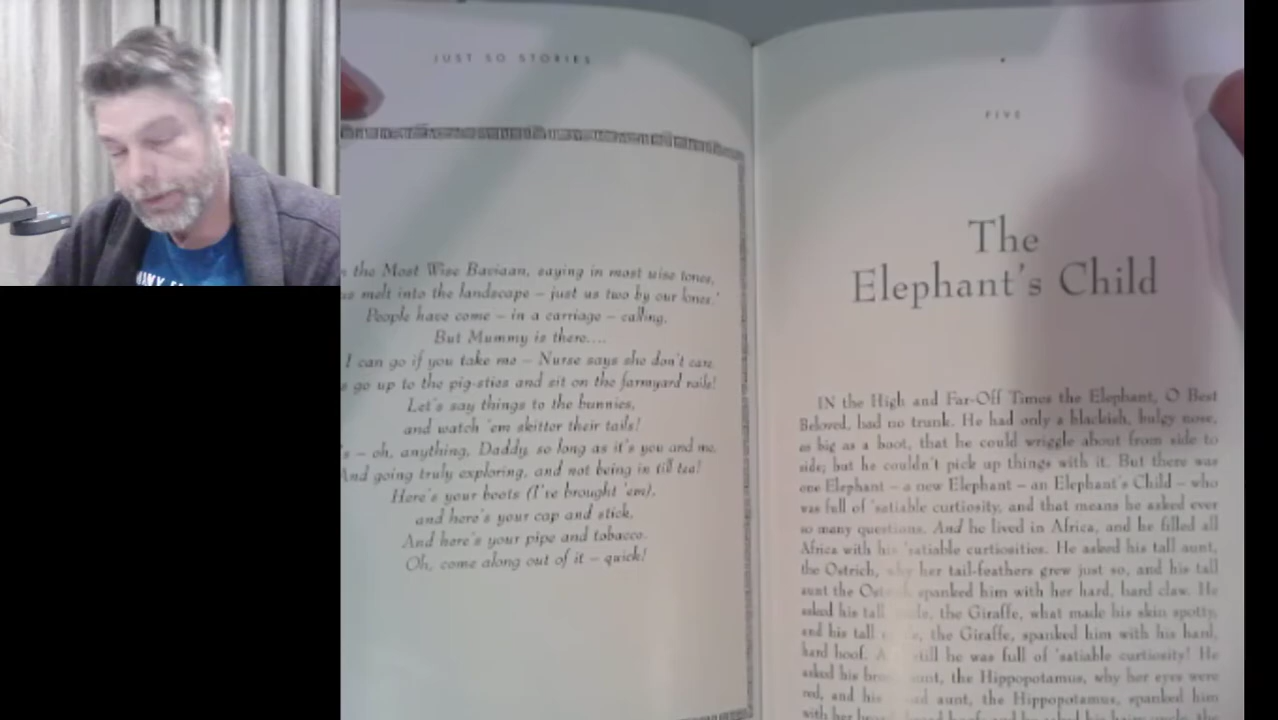 JUST SO STORIES
the Most Wise Baviaan, saying in most wise tones,
melt into the landscape – just us two by our lones.'
People have come – in a carriage – calling.
But Mummy is there....
I can go if you take me – Nurse says she don't care.
go up to the pig-sties and sit on the farmyard rails!
Let's say things to the bunnies,
and watch 'em skitter their tails!
– oh, anything, Daddy, so long as it's you and me,
And going truly exploring, and not being in till tea!
Here's your boots (I've brought 'em),
and here's your cap and stick,
And here's your pipe and tobacco.
Oh, come along out of it – quick!
FIVE
The
Elephant's Child
IN the High and Far-Off Times the Elephant, O Best
Beloved, had no trunk. He had only a blackish, bulgy nose,
as big as a boot, that he could wriggle about from side to
side; but he couldn't pick up things with it. But there was
one Elephant – a new Elephant – an Elephant's Child – who
was full of 'satiable curtiosity, and that means he asked ever
so many questions. And he lived in Africa, and he filled all
Africa with his 'satiable curtiosities. He asked his tall aunt,
the Ostrich, why her tail-feathers grew just so, and his tall
aunt the spanked him with her hard, hard claw. He
asked his tall the Giraffe, what made his skin spotty,
and his tall the Giraffe, spanked him with his hard,
hard hoof. still he was full of 'satiable curtiosity! He
asked his the Hippopotamus, why her eyes were
red, and his aunt, the Hippopotamus, spanked him
with her